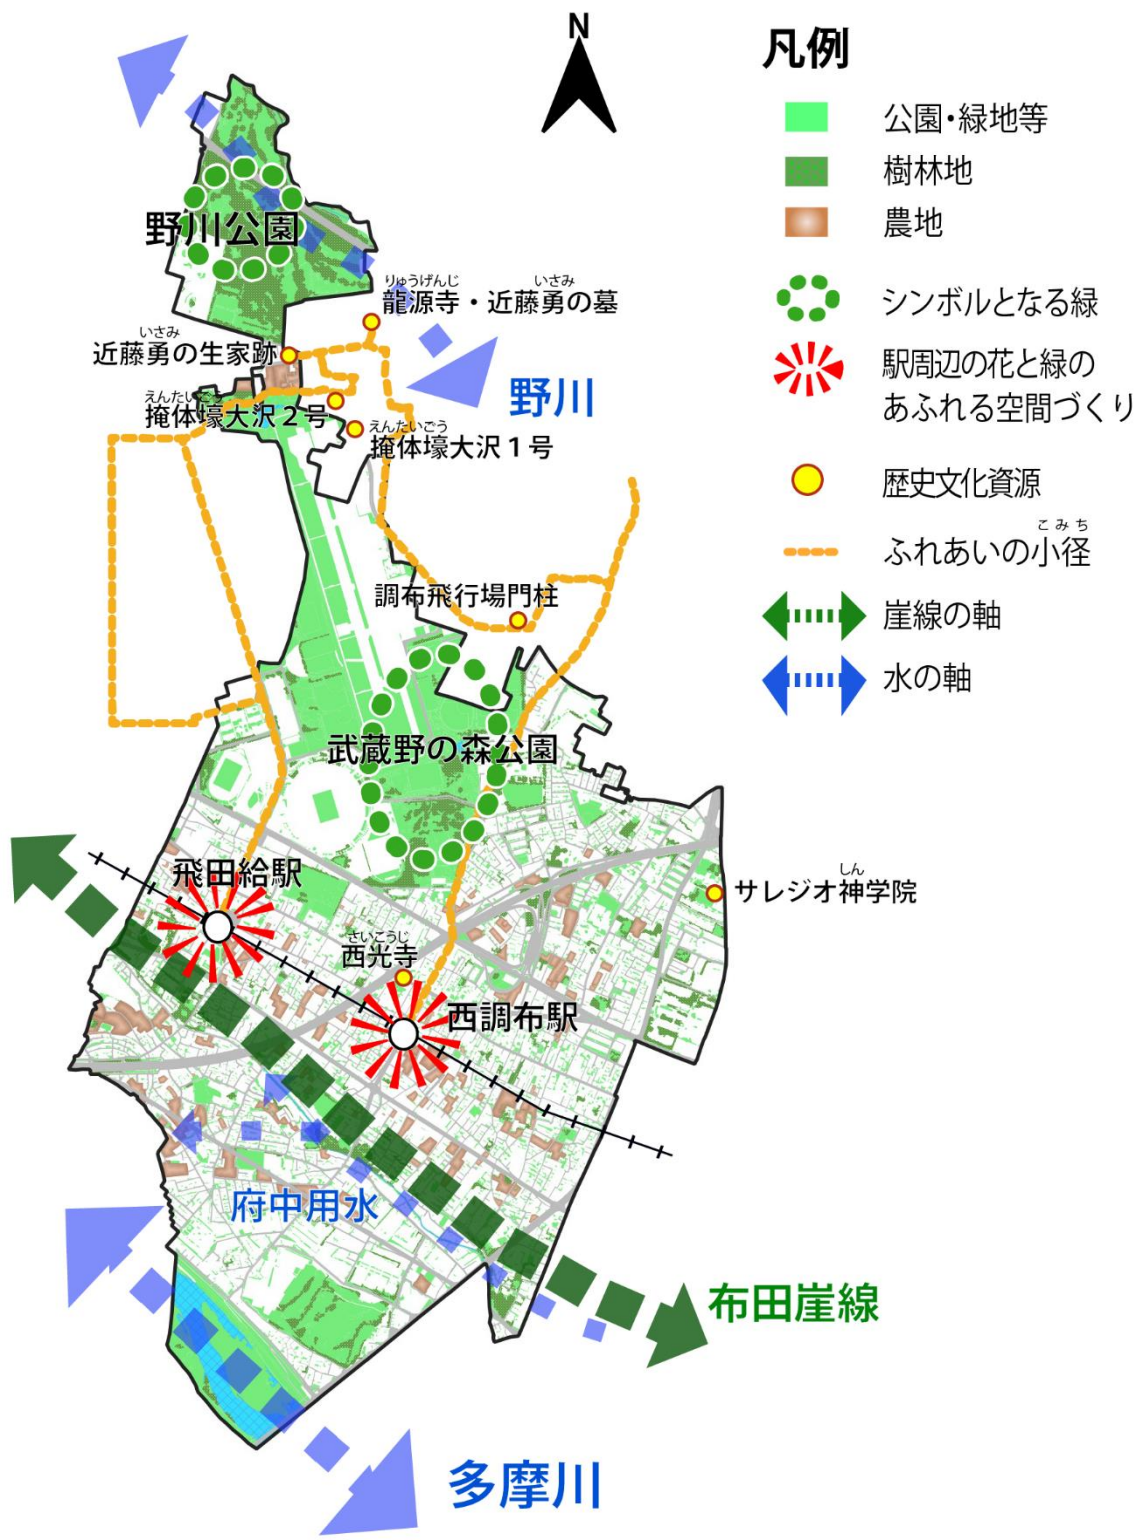 N
凡例
公園・緑地等
樹林地
農地
シンボルとなる緑
駅周辺の花と緑の
あふれる空間づくり
歴史文化資源
こみち
ふれあいの小径
崖線の軸
水の軸
野川公園
りゅうげんじ いさみ
龍源寺・近藤勇の墓
いさみ
近藤勇の生家跡
野川
えんたいごう
掩体壕大沢２号
えんたいごう
掩体壕大沢１号
調布飛行場門柱
武蔵野の森公園
飛田給駅
しん
サレジオ神学院
さいこうじ
西光寺
西調布駅
府中用水
布田崖線
多摩川